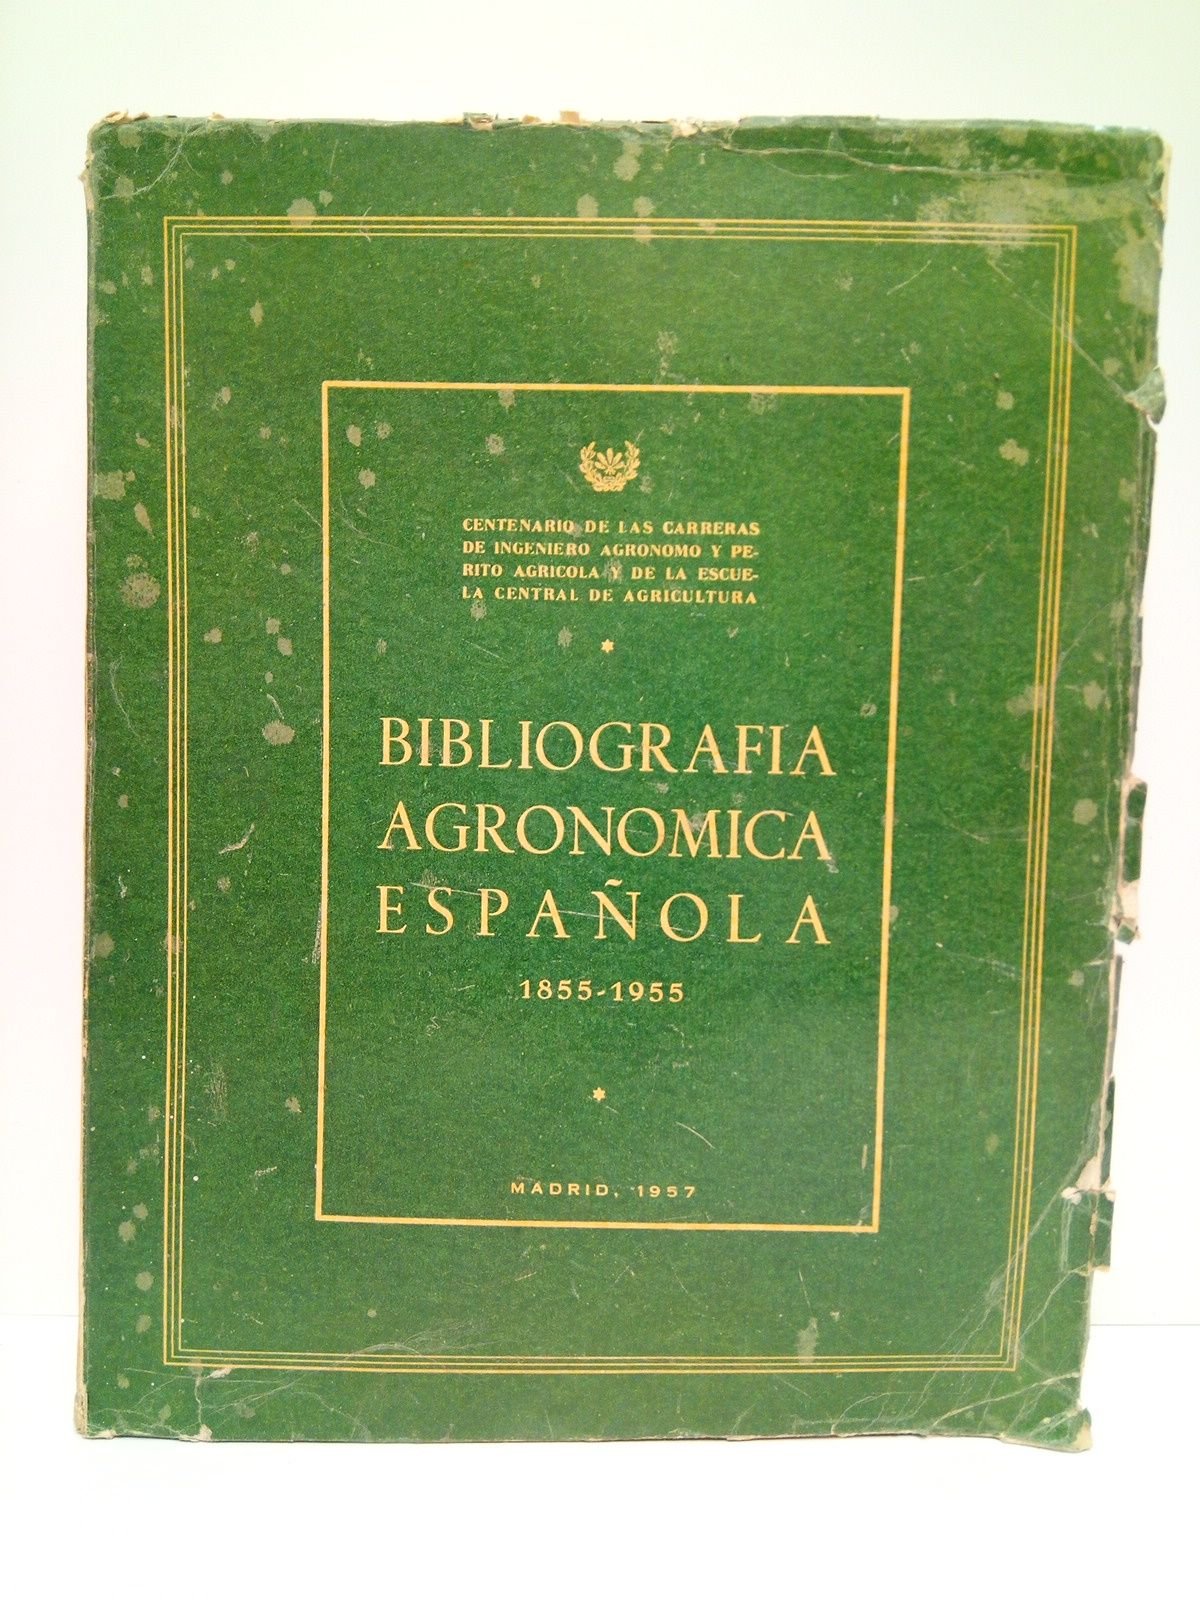 CENTENARIO DE LAS CARRERAS
DE INGENIERO AGRONOMO Y PE-
RITO AGRICOLA Y DE LA ESCUE-
LA CENTRAL DE AGRICULTURA
BIBLIOGRAFIA
AGRONOMICA
ESPAÑOLA
1855-1955
MADRID, 1957